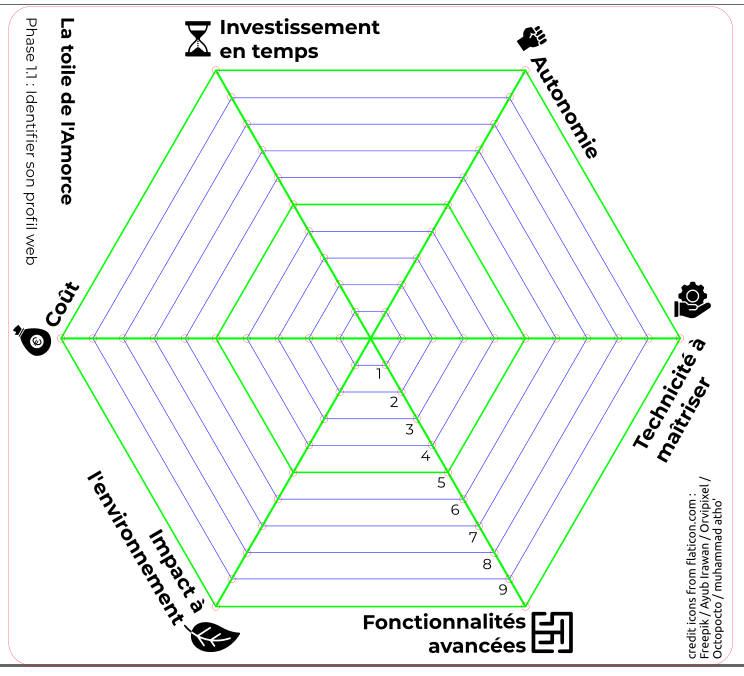 La toile de l'Amorce
Phase 1.1 : Identifier son profil web
Investissement
en temps
Autonomie
Technicité à
maîtriser
Coût
1
2
3
4
5
6
7
8
9
Impact à
l'environnement
Fonctionnalités
avancées
credit icons from flaticon.com :
Freepik / Ayub Irawan / Orvipixel /
Octopocto / muhammad atho'